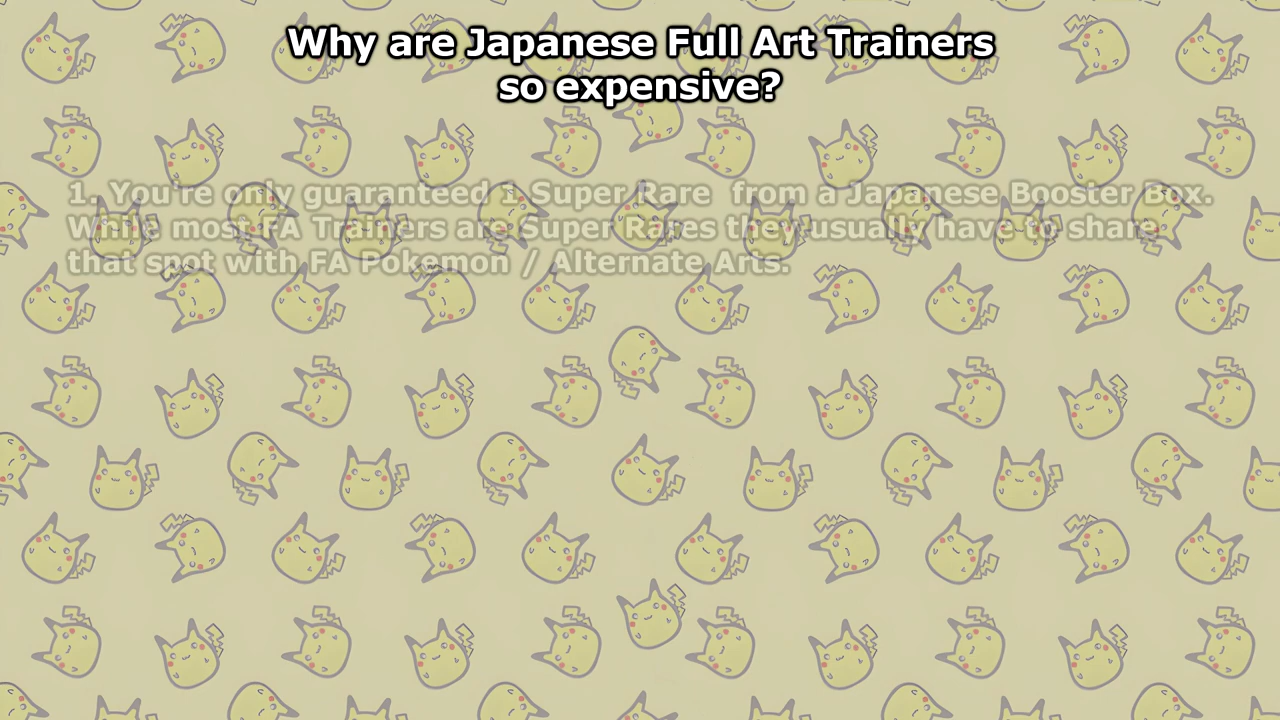 Why are Japanese Full Art Trainers
so expensive?
1. You're only guaranteed 1 Super Rare from a Japanese Booster Box.
While most FA Trainers are Super Rares they usually have to share
that spot with FA Pokemon / Alternate Arts.